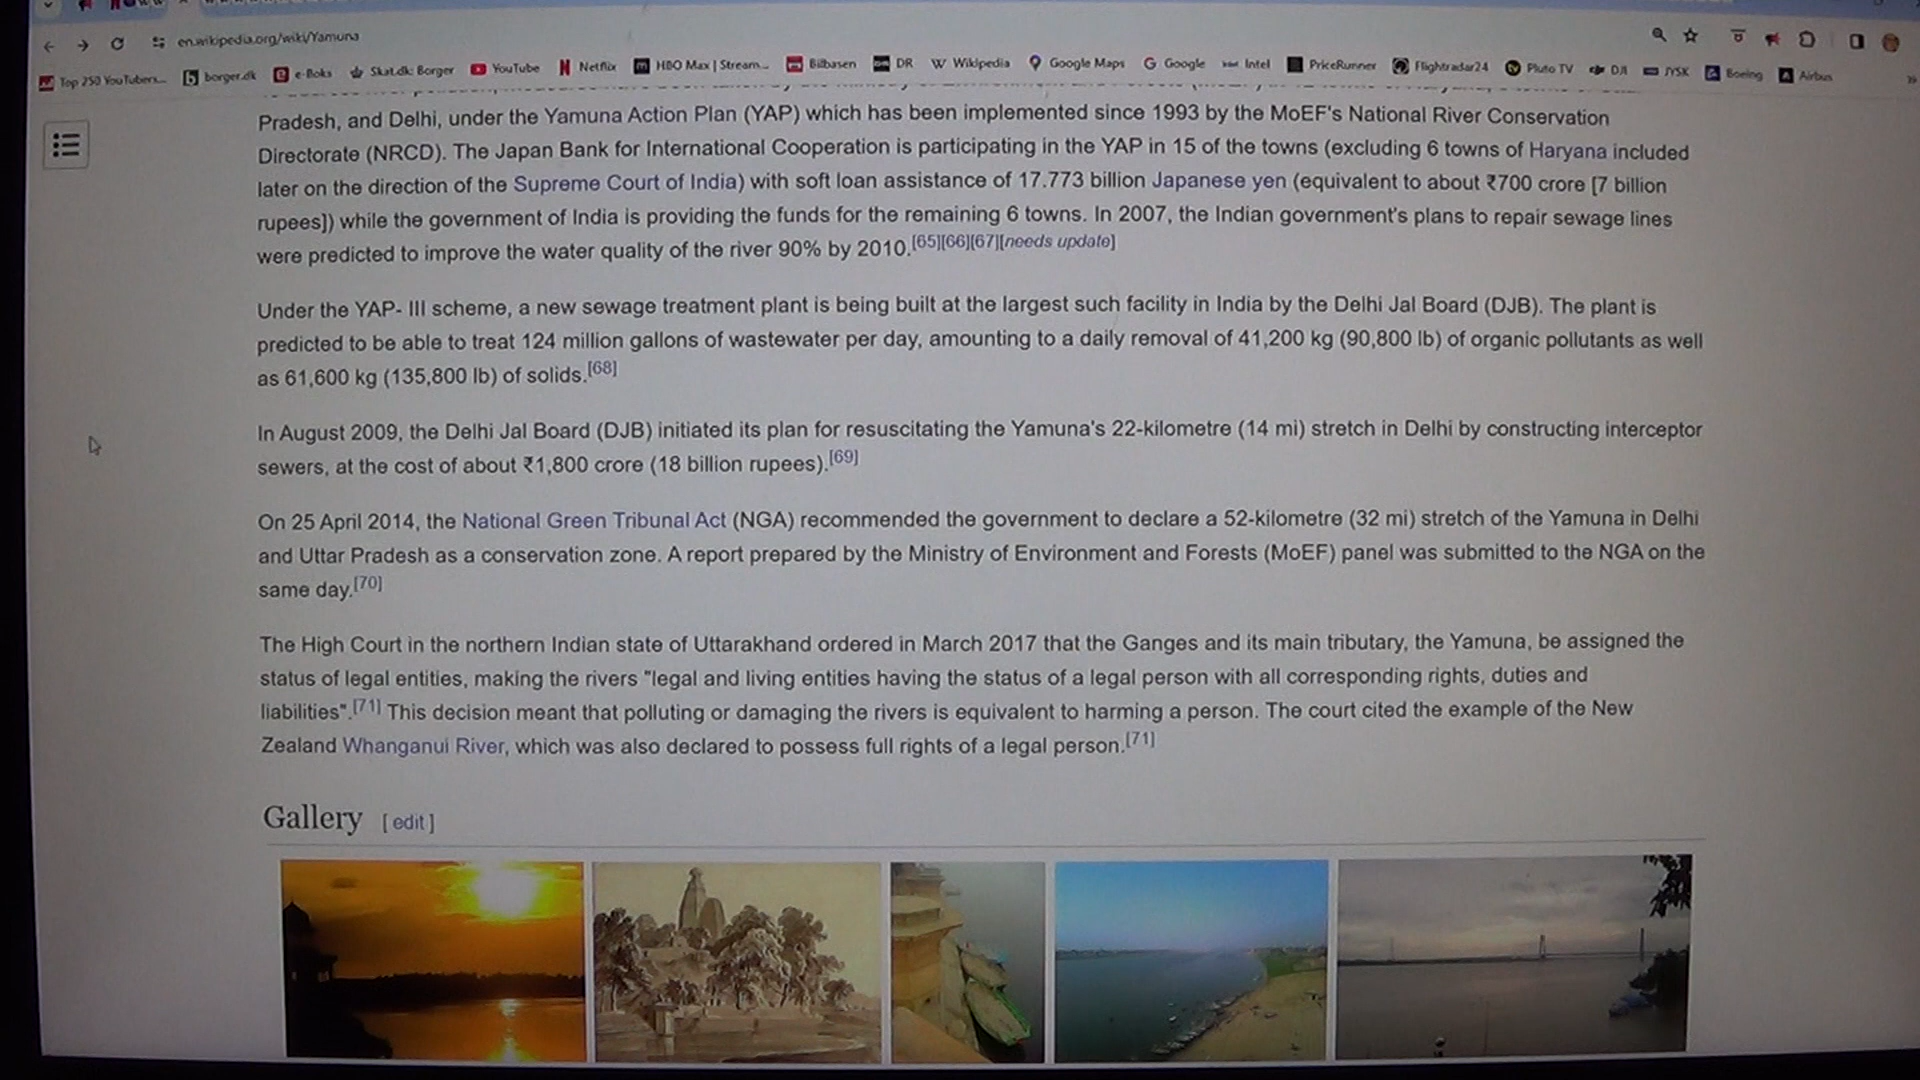 en.wikipedia.org/wiki/Yamuna
Top 250 YouTubers... borger.dk e-Boks Skat.dk: Borger YouTube Netflix HBO Max | Stream... Bilbasen DR Wikipedia Google Maps Google Intel PriceRunner Flightradar24 Pluto TV DJI JYSK Boeing Airbus
Pradesh, and Delhi, under the Yamuna Action Plan (YAP) which has been implemented since 1993 by the MoEF's National River Conservation
Directorate (NRCD). The Japan Bank for International Cooperation is participating in the YAP in 15 of the towns (excluding 6 towns of Haryana included
later on the direction of the Supreme Court of India) with soft loan assistance of 17.773 billion Japanese yen (equivalent to about ₹700 crore [7 billion
rupees]) while the government of India is providing the funds for the remaining 6 towns. In 2007, the Indian government's plans to repair sewage lines
were predicted to improve the water quality of the river 90% by 2010.[65][66][67][needs update]
Under the YAP- III scheme, a new sewage treatment plant is being built at the largest such facility in India by the Delhi Jal Board (DJB). The plant is
predicted to be able to treat 124 million gallons of wastewater per day, amounting to a daily removal of 41,200 kg (90,800 lb) of organic pollutants as well
as 61,600 kg (135,800 lb) of solids.[68]
In August 2009, the Delhi Jal Board (DJB) initiated its plan for resuscitating the Yamuna's 22-kilometre (14 mi) stretch in Delhi by constructing interceptor
sewers, at the cost of about ₹1,800 crore (18 billion rupees).[69]
On 25 April 2014, the National Green Tribunal Act (NGA) recommended the government to declare a 52-kilometre (32 mi) stretch of the Yamuna in Delhi
and Uttar Pradesh as a conservation zone. A report prepared by the Ministry of Environment and Forests (MoEF) panel was submitted to the NGA on the
same day.[70]
The High Court in the northern Indian state of Uttarakhand ordered in March 2017 that the Ganges and its main tributary, the Yamuna, be assigned the
status of legal entities, making the rivers "legal and living entities having the status of a legal person with all corresponding rights, duties and
liabilities".[71] This decision meant that polluting or damaging the rivers is equivalent to harming a person. The court cited the example of the New
Zealand Whanganui River, which was also declared to possess full rights of a legal person.[71]
Gallery [ edit ]